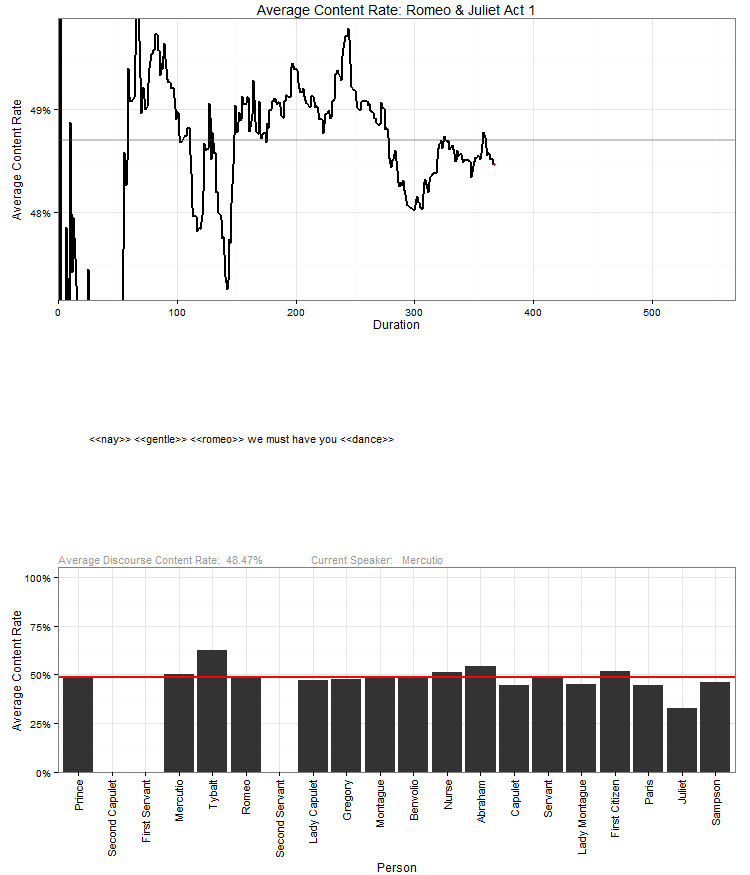 Average Content Rate: Romeo & Juliet Act 1
Average Content Rate
49%
48%
0 100 200 300 400 500
Duration
<<nay>> <<gentle>> <<romeo>> we must have you <<dance>>
Average Discourse Content Rate: 48.47% Current Speaker: Mercutio
Average Content Rate
100%
75%
50%
25%
0%
Prince
Second Capulet
First Servant
Mercutio
Tybalt
Romeo
Second Servant
Lady Capulet
Gregory
Montague
Benvolio
Nurse
Abraham
Capulet
Servant
Lady Montague
First Citizen
Paris
Juliet
Sampson
Person